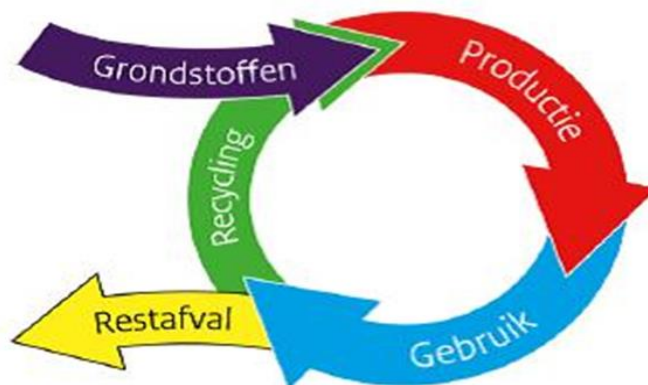 Grondstoffen
Productie
Gebruik
Recycling
Restafval